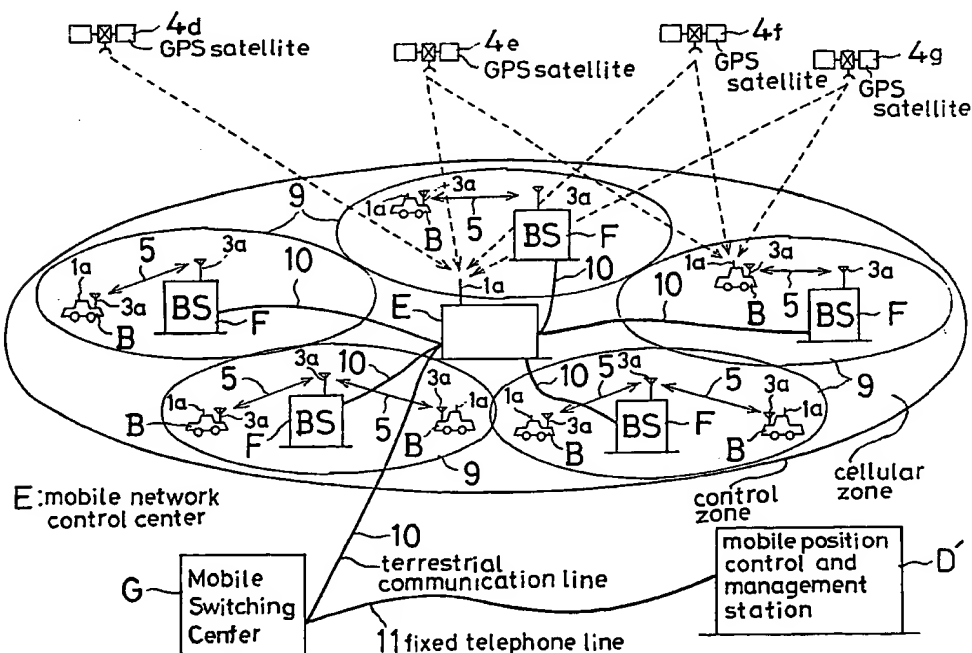 4d
GPS satellite
4e
GPS satellite
4f
GPS
satellite
4g
GPS
satellite
9
1a
3a
5
B
3a
BS
F
10
5
3a
1a
3a
B
BS
F
10
E
1a
1a
3a
5
B
3a
BS
F
10
9
5
3a
10
1a
3a
B
BS
F
5
3a
1a
B
9
10
5
3a
1a
3a
B
BS
F
5
3a
1a
B
E:mobile network
control center
control
zone
cellular
zone
10
terrestrial
communication line
G
Mobile
Switching
Center
11 fixed telephone line
mobile position
control and
management
station
D´